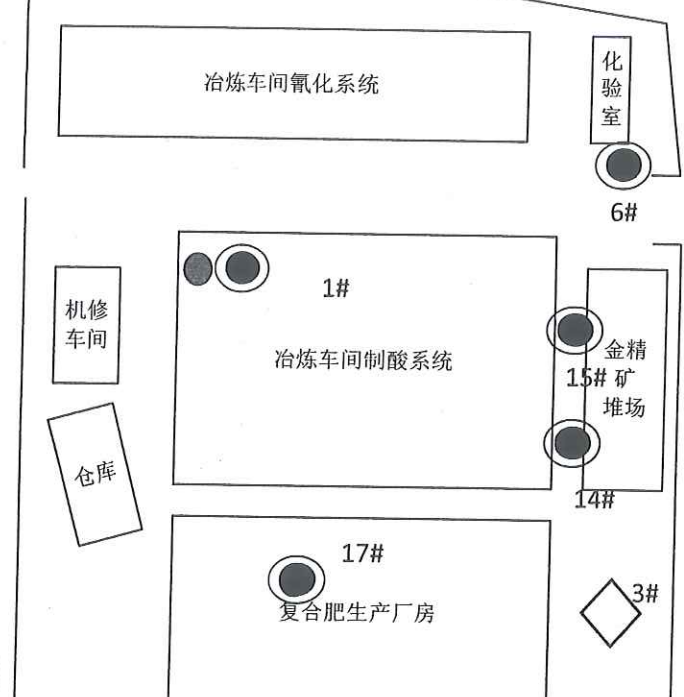 冶炼车间氰化系统
化
验
室
6#
1#
机修
车间
冶炼车间制酸系统
15#
金精
矿
堆场
仓库
14#
17#
复合肥生产厂房
3#